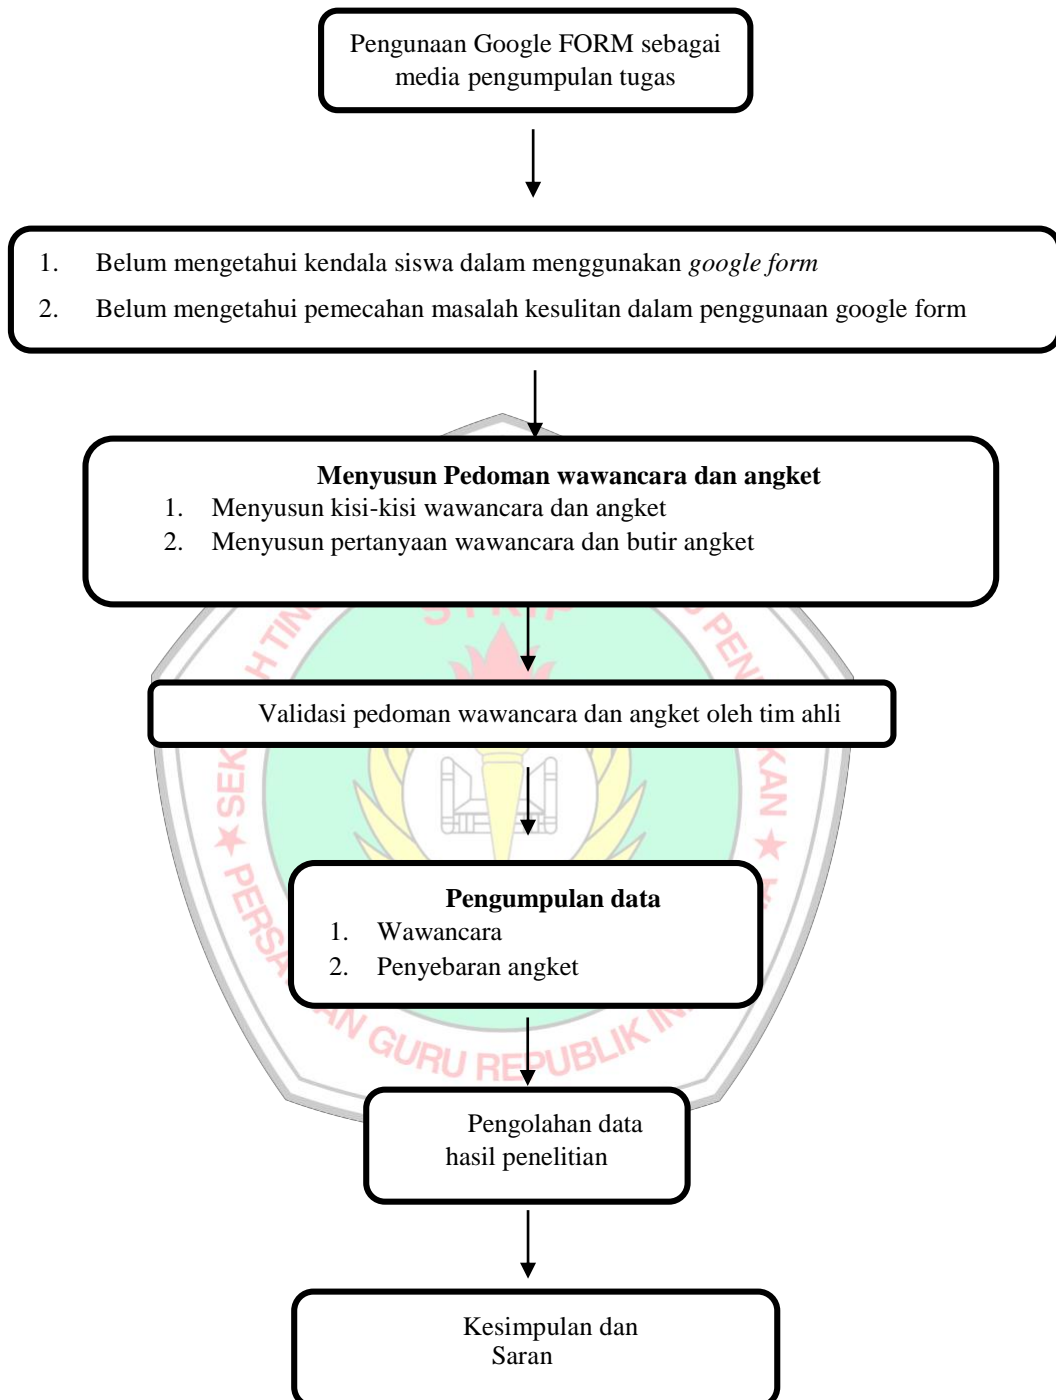 Pengunaan Google FORM sebagai
media pengumpulan tugas
1. Belum mengetahui kendala siswa dalam menggunakan google form
2. Belum mengetahui pemecahan masalah kesulitan dalam penggunaan google form
Menyusun Pedoman wawancara dan angket
1. Menyusun kisi-kisi wawancara dan angket
2. Menyusun pertanyaan wawancara dan butir angket
Validasi pedoman wawancara dan angket oleh tim ahli
Pengumpulan data
1. Wawancara
2. Penyebaran angket
GURU REPUBLIK
Pengolahan data
hasil penelitian
Kesimpulan dan
Saran